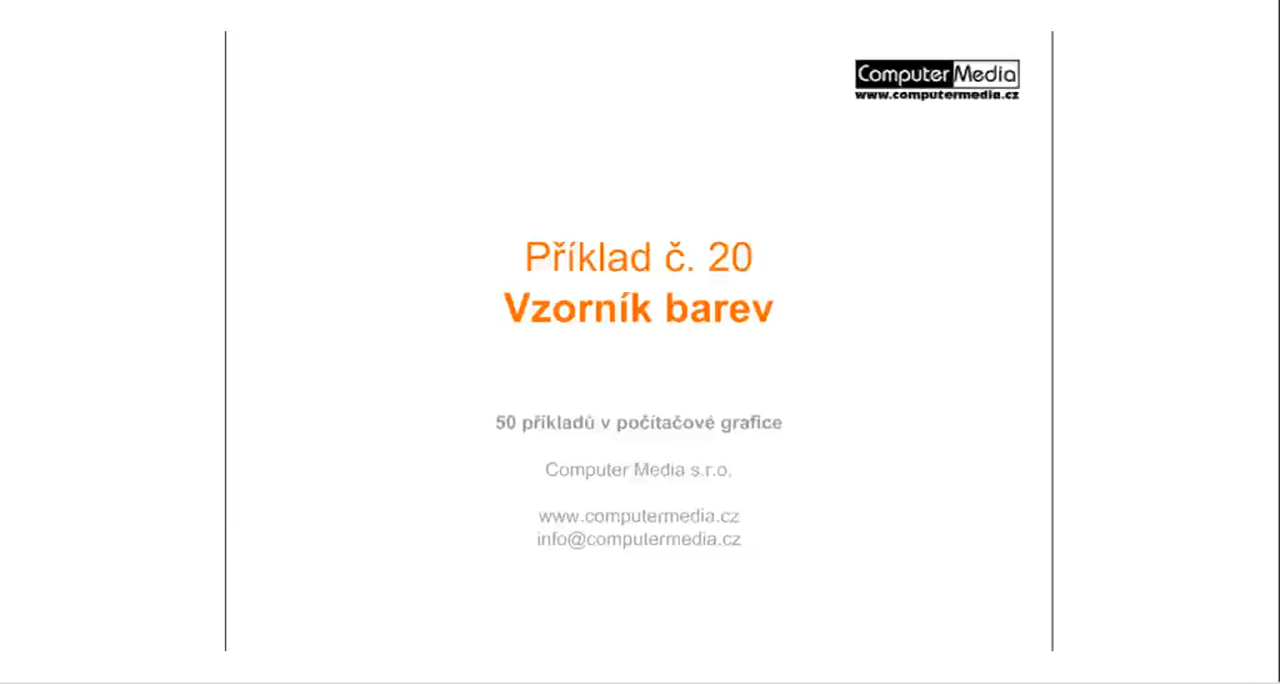 Computer Media
www.computermedia.cz
Příklad č. 20
Vzorník barev
50 příkladů v počítačové grafice
Computer Media s.r.o.
www.computermedia.cz
info@computermedia.cz